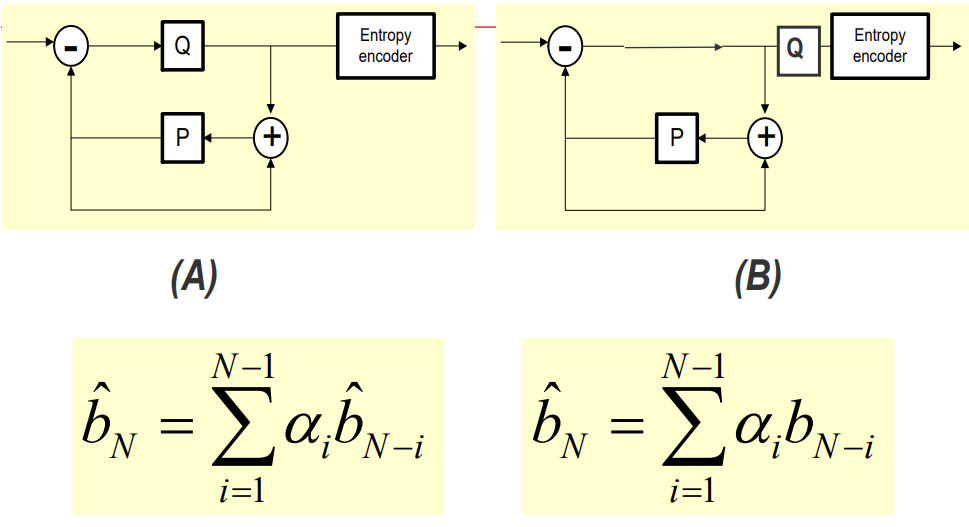 -
Q
Entropy
encoder
P
+
-
Q
Entropy
encoder
P
+
(A)
(B)
\hat{b}_N = \sum_{i=1}^{N-1} \alpha_i \hat{b}_{N-i}
\hat{b}_N = \sum_{i=1}^{N-1} \alpha_i b_{N-i}